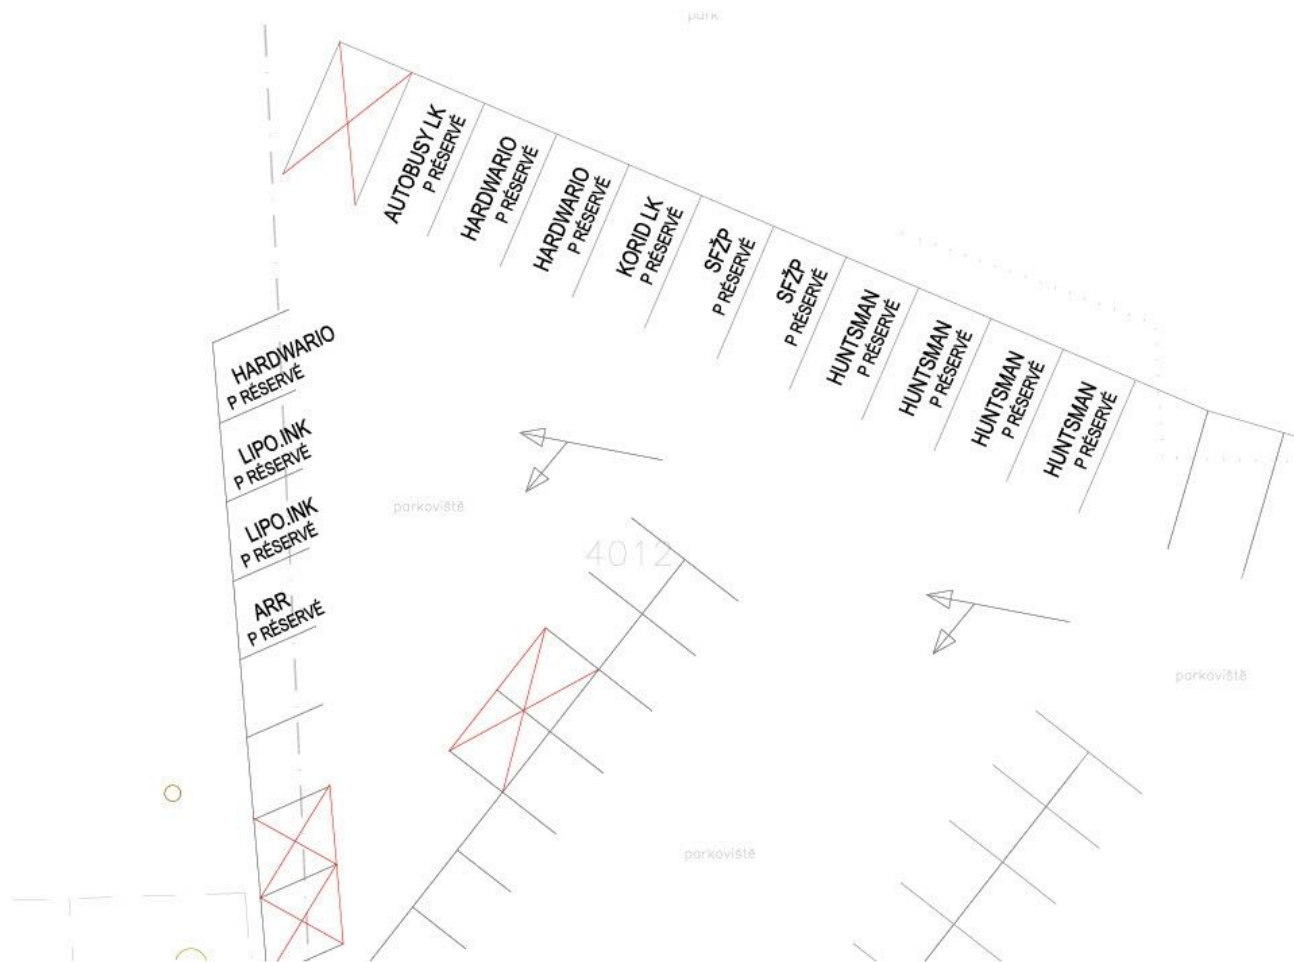 park.
AUTOBUSY LK
P RÉSERVÉ
HARDWARIO
P RÉSERVÉ
HARDWARIO
P RÉSERVÉ
KORID LK
P RÉSERVÉ
SFŽP
P RÉSERVÉ
SFŽP
P RÉSERVÉ
HUNTSMAN
P RÉSERVÉ
HUNTSMAN
P RÉSERVÉ
HUNTSMAN
P RÉSERVÉ
HUNTSMAN
P RÉSERVÉ
HARDWARIO
P RÉSERVÉ
LIPO.INK
P RÉSERVÉ
LIPO.INK
P RÉSERVÉ
ARR
P RÉSERVÉ
parkoviště
4012
parkoviště
parkoviště